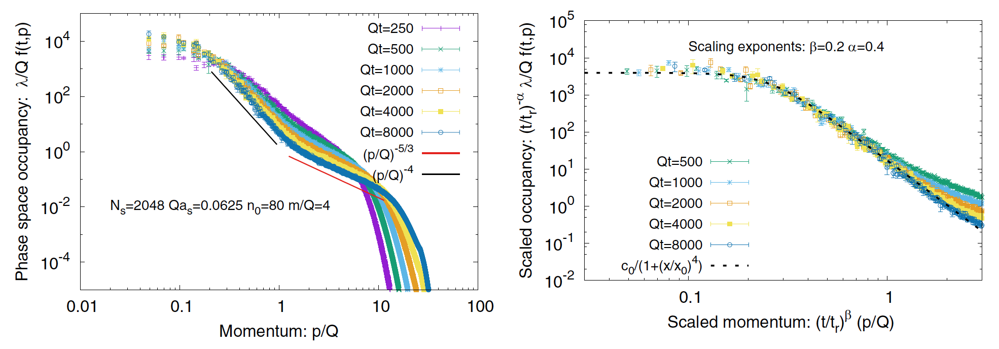 Phase space occupancy: λ/Q f(t,p)
10^4
10^2
10^0
10^-2
10^-4
Qt=250
Qt=500
Qt=1000
Qt=2000
Qt=4000
Qt=8000
(p/Q)^-5/3
(p/Q)^-4
N_s=2048 Qa_s=0.0625 n_0=80 m/Q=4
0.01 0.1 1 10 100
Momentum: p/Q
Scaled occupancy: (t/t_r)^-α λ/Q f(t,p)
10^5
10^4
10^3
10^2
10^1
10^0
10^-1
10^-2
Scaling exponents: β=0.2 α=0.4
Qt=500
Qt=1000
Qt=2000
Qt=4000
Qt=8000
c_0/(1+(x/x_0)^4)
0.1 1
Scaled momentum: (t/t_r)^β (p/Q)